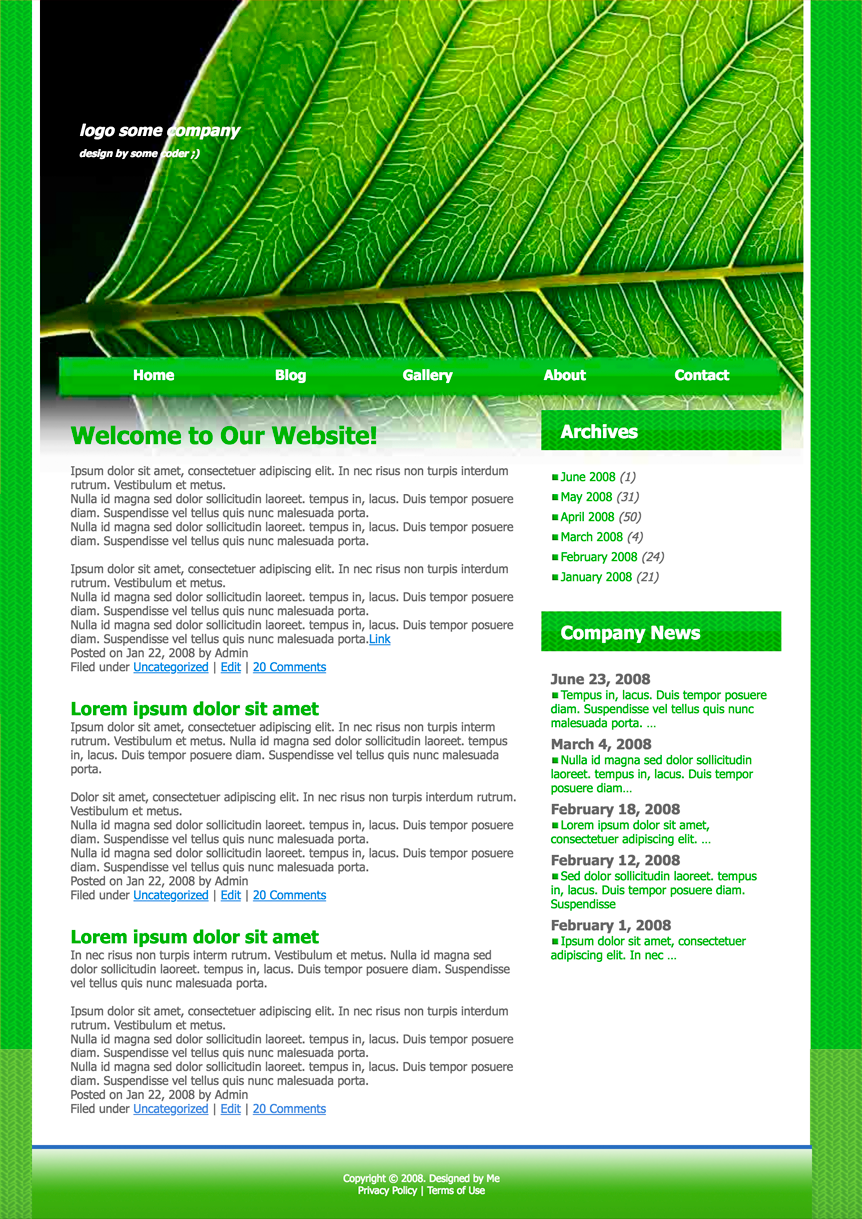 logo some company
design by some coder ;)
Home Blog Gallery About Contact
Welcome to Our Website!
Ipsum dolor sit amet, consectetuer adipiscing elit. In nec risus non turpis interdum
rutrum. Vestibulum et metus.
Nulla id magna sed dolor sollicitudin laoreet. tempus in, lacus. Duis tempor posuere
diam. Suspendisse vel tellus quis nunc malesuada porta.
Nulla id magna sed dolor sollicitudin laoreet. tempus in, lacus. Duis tempor posuere
diam. Suspendisse vel tellus quis nunc malesuada porta.
Ipsum dolor sit amet, consectetuer adipiscing elit. In nec risus non turpis interdum
rutrum. Vestibulum et metus.
Nulla id magna sed dolor sollicitudin laoreet. tempus in, lacus. Duis tempor posuere
diam. Suspendisse vel tellus quis nunc malesuada porta.
Nulla id magna sed dolor sollicitudin laoreet. tempus in, lacus. Duis tempor posuere
diam. Suspendisse vel tellus quis nunc malesuada porta.Link
Posted on Jan 22, 2008 by Admin
Filed under Uncategorized | Edit | 20 Comments
Lorem ipsum dolor sit amet
Ipsum dolor sit amet, consectetuer adipiscing elit. In nec risus non turpis interm
rutrum. Vestibulum et metus. Nulla id magna sed dolor sollicitudin laoreet. tempus
in, lacus. Duis tempor posuere diam. Suspendisse vel tellus quis nunc malesuada
porta.
Dolor sit amet, consectetuer adipiscing elit. In nec risus non turpis interdum rutrum.
Vestibulum et metus.
Nulla id magna sed dolor sollicitudin laoreet. tempus in, lacus. Duis tempor posuere
diam. Suspendisse vel tellus quis nunc malesuada porta.
Nulla id magna sed dolor sollicitudin laoreet. tempus in, lacus. Duis tempor posuere
diam. Suspendisse vel tellus quis nunc malesuada porta.
Posted on Jan 22, 2008 by Admin
Filed under Uncategorized | Edit | 20 Comments
Lorem ipsum dolor sit amet
In nec risus non turpis interm rutrum. Vestibulum et metus. Nulla id magna sed
dolor sollicitudin laoreet. tempus in, lacus. Duis tempor posuere diam. Suspendisse
vel tellus quis nunc malesuada porta.
Ipsum dolor sit amet, consectetuer adipiscing elit. In nec risus non turpis interdum
rutrum. Vestibulum et metus.
Nulla id magna sed dolor sollicitudin laoreet. tempus in, lacus. Duis tempor posuere
diam. Suspendisse vel tellus quis nunc malesuada porta.
Nulla id magna sed dolor sollicitudin laoreet. tempus in, lacus. Duis tempor posuere
diam. Suspendisse vel tellus quis nunc malesuada porta.
Posted on Jan 22, 2008 by Admin
Filed under Uncategorized | Edit | 20 Comments
Archives
June 2008 (1)
May 2008 (31)
April 2008 (50)
March 2008 (4)
February 2008 (24)
January 2008 (21)
Company News
June 23, 2008
Tempus in, lacus. Duis tempor posuere
diam. Suspendisse vel tellus quis nunc
malesuada porta. ...
March 4, 2008
Nulla id magna sed dolor sollicitudin
laoreet. tempus in, lacus. Duis tempor
posuere diam...
February 18, 2008
Lorem ipsum dolor sit amet,
consectetuer adipiscing elit. ...
February 12, 2008
Sed dolor sollicitudin laoreet. tempus
in, lacus. Duis tempor posuere diam.
Suspendisse
February 1, 2008
Ipsum dolor sit amet, consectetuer
adipiscing elit. In nec ...
Copyright © 2008. Designed by Me
Privacy Policy | Terms of Use